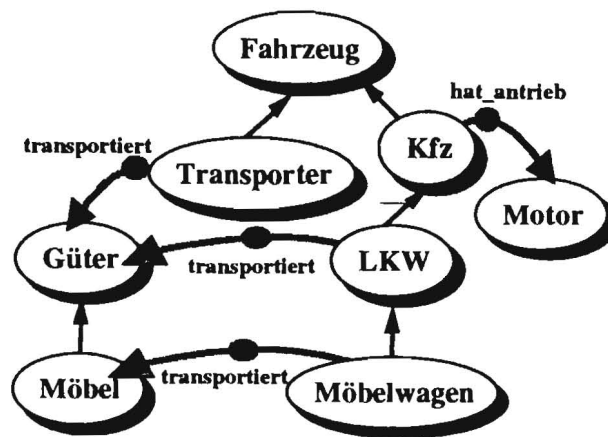 Fahrzeug
hat_antrieb
transportiert
Kfz
Transporter
Motor
Güter
transportiert
LKW
Möbel
transportiert
Möbelwagen